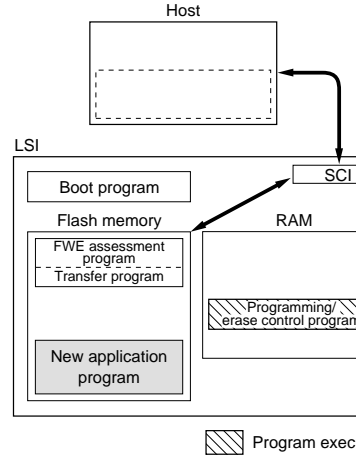 Host
LSI
SCI
Boot program
Flash memory
RAM
FWE assessment
program
Transfer program
Programming/
erase control program
New application
program
Program exec